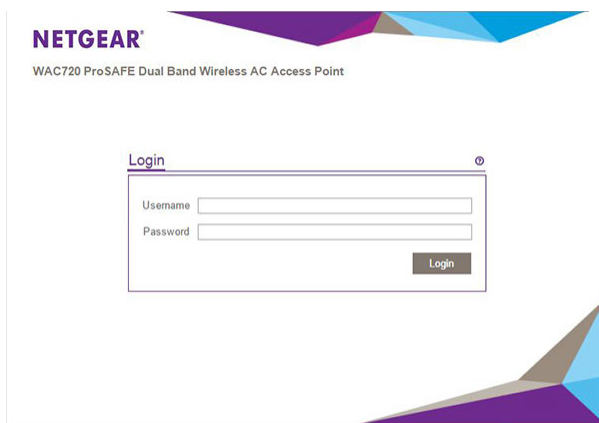 NETGEAR®
WAC720 ProSAFE Dual Band Wireless AC Access Point
Login ?
Username
Password
Login